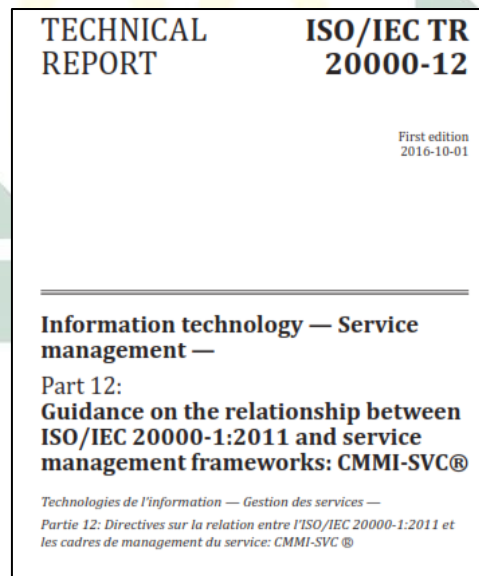 TECHNICAL REPORT
ISO/IEC TR 20000-12
First edition
2016-10-01
Information technology — Service
management —
Part 12:
Guidance on the relationship between
ISO/IEC 20000-1:2011 and service
management frameworks: CMMI-SVC®
Technologies de l'information — Gestion des services —
Partie 12: Directives sur la relation entre l'ISO/IEC 20000-1:2011 et
les cadres de management du service: CMMI-SVC ®